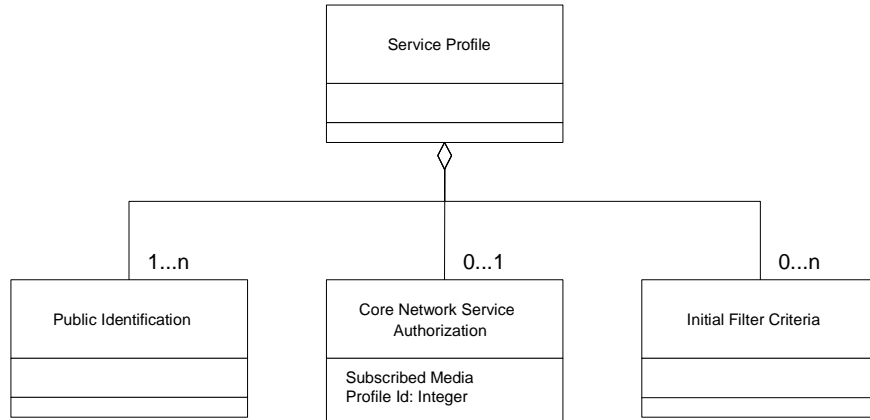 Service Profile
1...n
0...1
0...n
Public Identification
Core Network Service
Authorization
Initial Filter Criteria
Subscribed Media
Profile Id: Integer